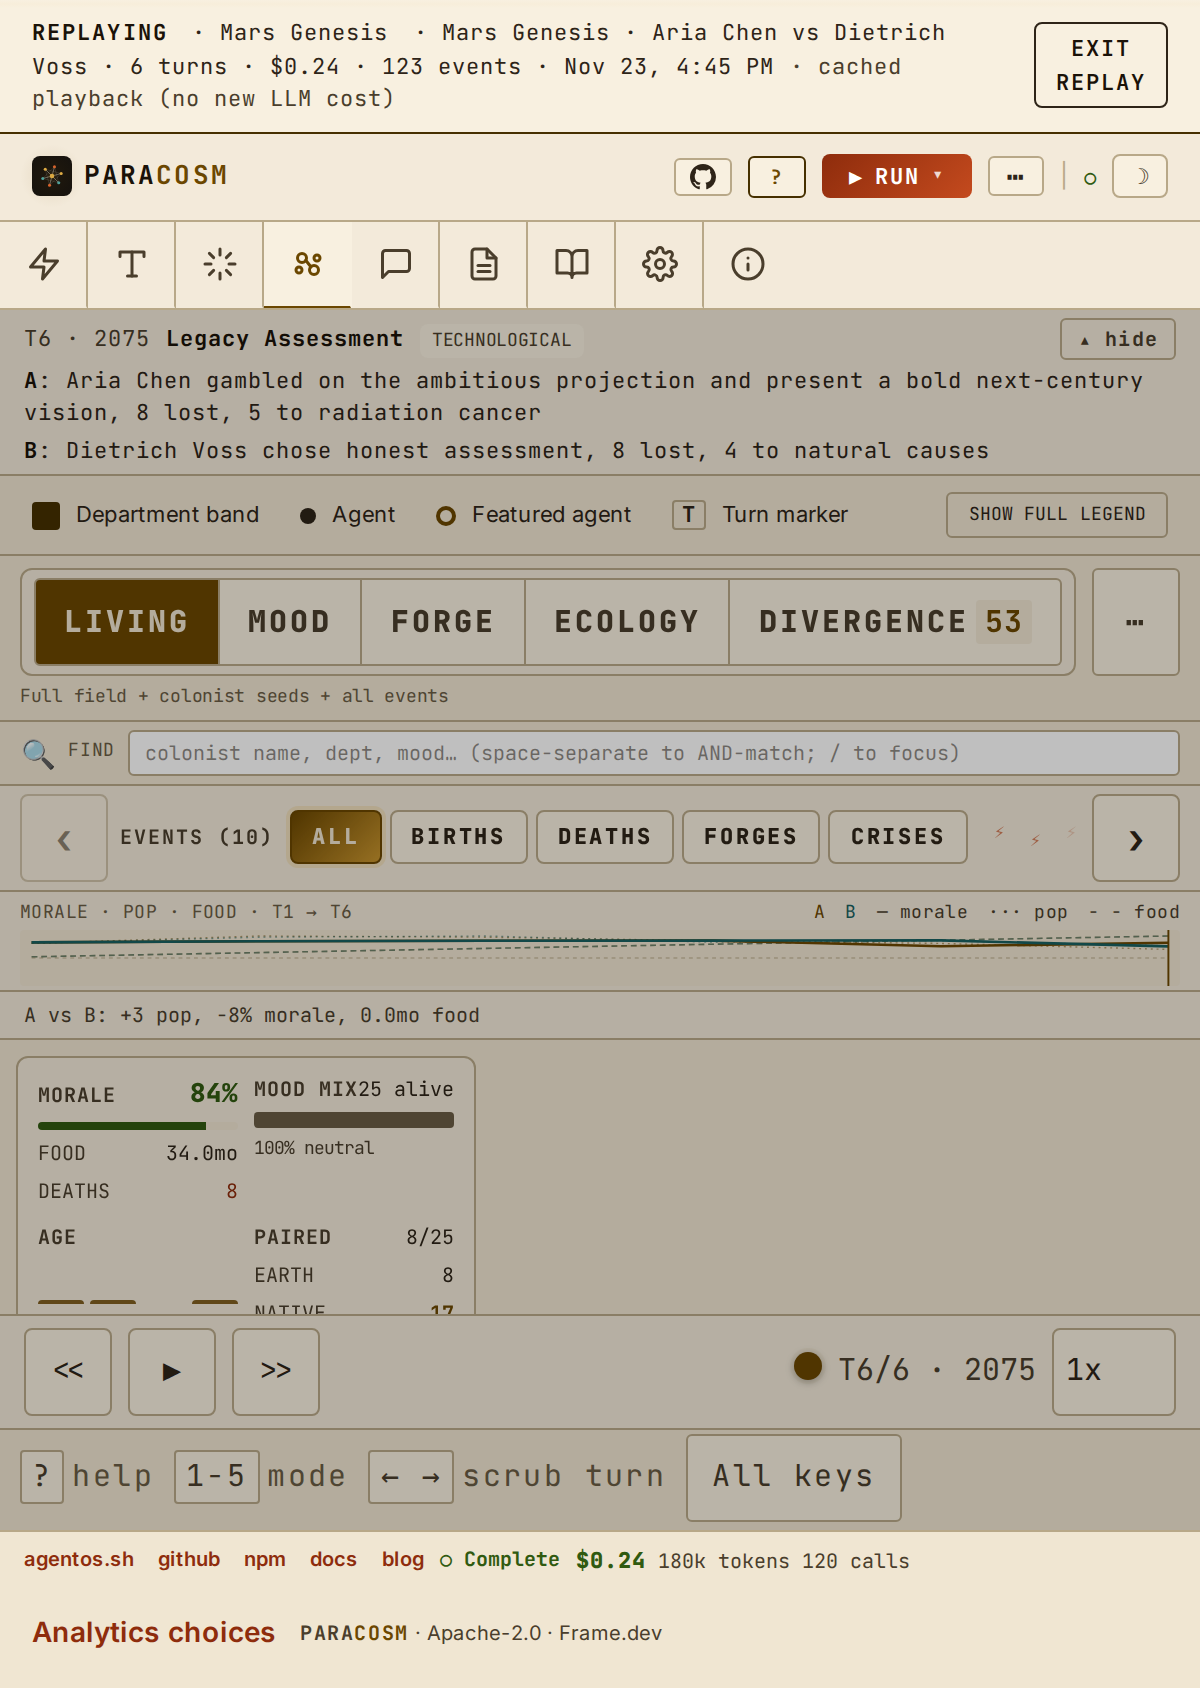 REPLAYING · Mars Genesis · Mars Genesis · Aria Chen vs Dietrich
Voss · 6 turns · $0.24 · 123 events · Nov 23, 4:45 PM · cached
playback (no new LLM cost)
EXIT
REPLAY
PARACOSM
?
▶ RUN ▾
⋯
T6 · 2075 Legacy Assessment TECHNOLOGICAL
▴ hide
A: Aria Chen gambled on the ambitious projection and present a bold next-century
vision, 8 lost, 5 to radiation cancer
B: Dietrich Voss chose honest assessment, 8 lost, 4 to natural causes
Department band Agent Featured agent T Turn marker SHOW FULL LEGEND
LIVING MOOD FORGE ECOLOGY DIVERGENCE 53 ⋯
Full field + colonist seeds + all events
FIND colonist name, dept, mood… (space-separate to AND-match; / to focus)
‹ EVENTS (10) ALL BIRTHS DEATHS FORGES CRISES ›
MORALE · POP · FOOD · T1 → T6 A B — morale ··· pop - - food
A vs B: +3 pop, -8% morale, 0.0mo food
MORALE 84%
FOOD 34.0mo
DEATHS 8
AGE
MOOD MIX 25 alive
100% neutral
PAIRED 8/25
EARTH 8
NATIVE 17
<< ▶ >> T6/6 · 2075 1x
? help 1-5 mode ← → scrub turn All keys
agentos.sh github npm docs blog ○ Complete $0.24 180k tokens 120 calls
Analytics choices PARACOSM · Apache-2.0 · Frame.dev